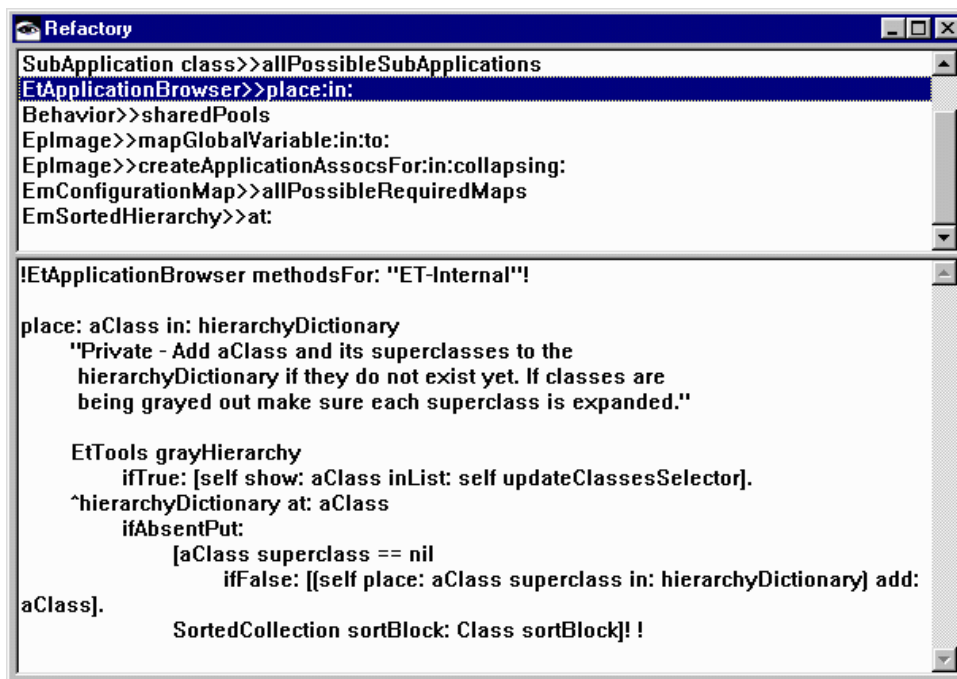 Refactory
SubApplication class>>allPossibleSubApplications
EtApplicationBrowser>>place:in:
Behavior>>sharedPools
EpImage>>mapGlobalVariable:in:to:
EpImage>>createApplicationAssocsFor:in:collapsing:
EmConfigurationMap>>allPossibleRequiredMaps
EmSortedHierarchy>>at:
!EtApplicationBrowser methodsFor: "ET-Internal"!
place: aClass in: hierarchyDictionary
"Private - Add aClass and its superclasses to the
hierarchyDictionary if they do not exist yet. If classes are
being grayed out make sure each superclass is expanded."
EtTools grayHierarchy
ifTrue: [self show: aClass inList: self updateClassesSelector].
^hierarchyDictionary at: aClass
ifAbsentPut:
[aClass superclass == nil
ifFalse: [(self place: aClass superclass in: hierarchyDictionary) add:
aClass].
SortedCollection sortBlock: Class sortBlock]! !